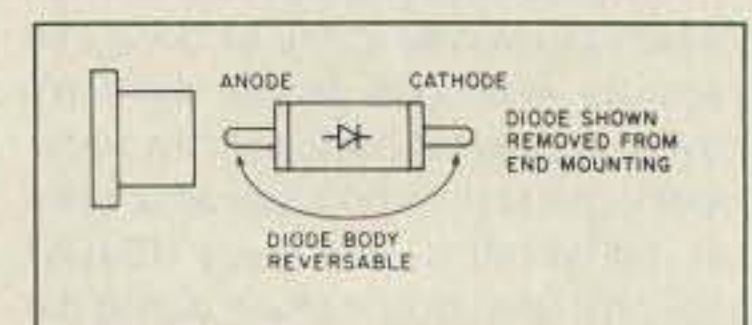 ANODE CATHODE
DIODE SHOWN
REMOVED FROM
END MOUNTING
DIODE BODY
REVERSABLE